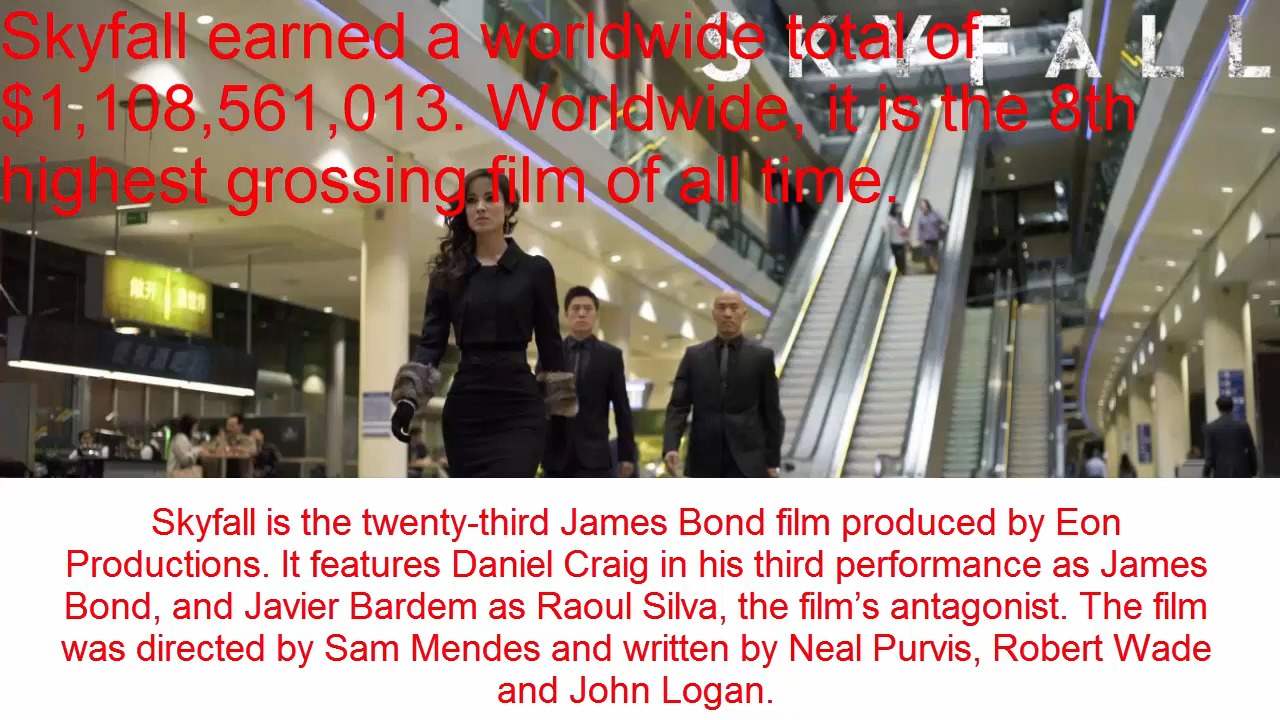 Skyfall earned a worldwide total of
SKYFALL
$1,108,561,013. Worldwide, it is the 8th
highest grossing film of all time.
Skyfall is the twenty-third James Bond film produced by Eon
Productions. It features Daniel Craig in his third performance as James
Bond, and Javier Bardem as Raoul Silva, the film’s antagonist. The film
was directed by Sam Mendes and written by Neal Purvis, Robert Wade
and John Logan.